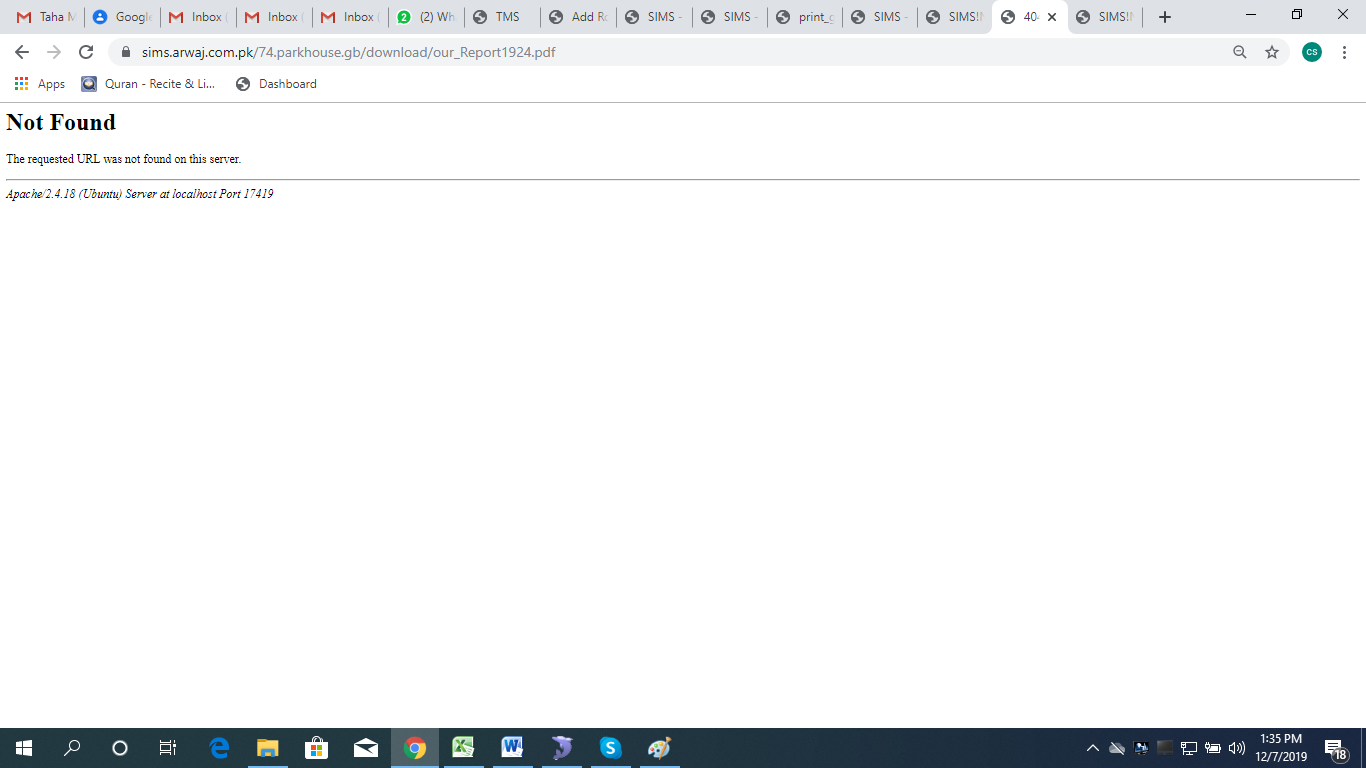 Taha M Google Inbox ( Inbox ( Inbox ( (2) Wh TMS Add Ro SIMS - SIMS - print_g SIMS - SIMS!! 40 SIMS!!
sims.arwaj.com.pk/74.parkhouse.gb/download/our_Report1924.pdf CS
Apps Quran - Recite & Li... Dashboard
Not Found
The requested URL was not found on this server.
Apache/2.4.18 (Ubuntu) Server at localhost Port 17419
1:35 PM
12/7/2019
18